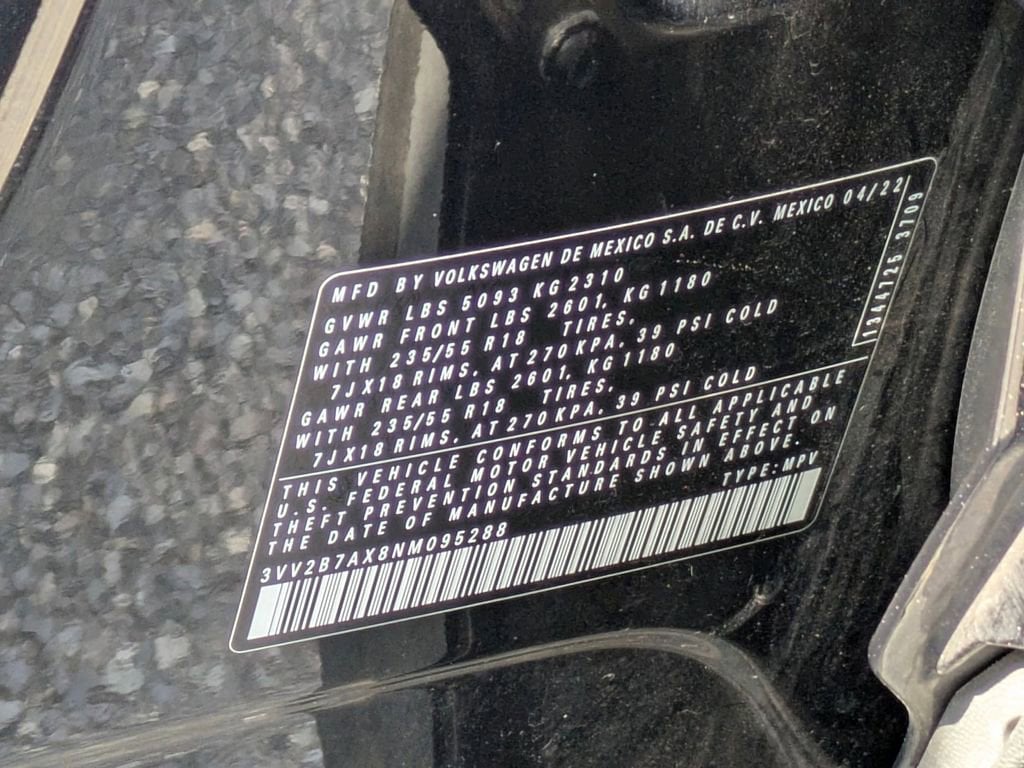 MFD BY VOLKSWAGEN DE MEXICO S.A. DE C.V. MEXICO 04/22
GVWR LBS 5093 KG 2310
GAWR FRONT LBS 2601, KG 1180
WITH 235/55 R18 TIRES,
7JX18 RIMS, AT 270 KPA, 39 PSI COLD
GAWR REAR LBS 2601, KG 1180
WITH 235/55 R18 TIRES,
7JX18 RIMS, AT 270 KPA, 39 PSI COLD
1344725 3709
THIS VEHICLE CONFORMS TO ALL APPLICABLE
U.S. FEDERAL MOTOR VEHICLE SAFETY AND
THEFT PREVENTION STANDARDS IN EFFECT ON
THE DATE OF MANUFACTURE SHOWN ABOVE.
3VV2B7AX8NM095288 TYPE: MPV